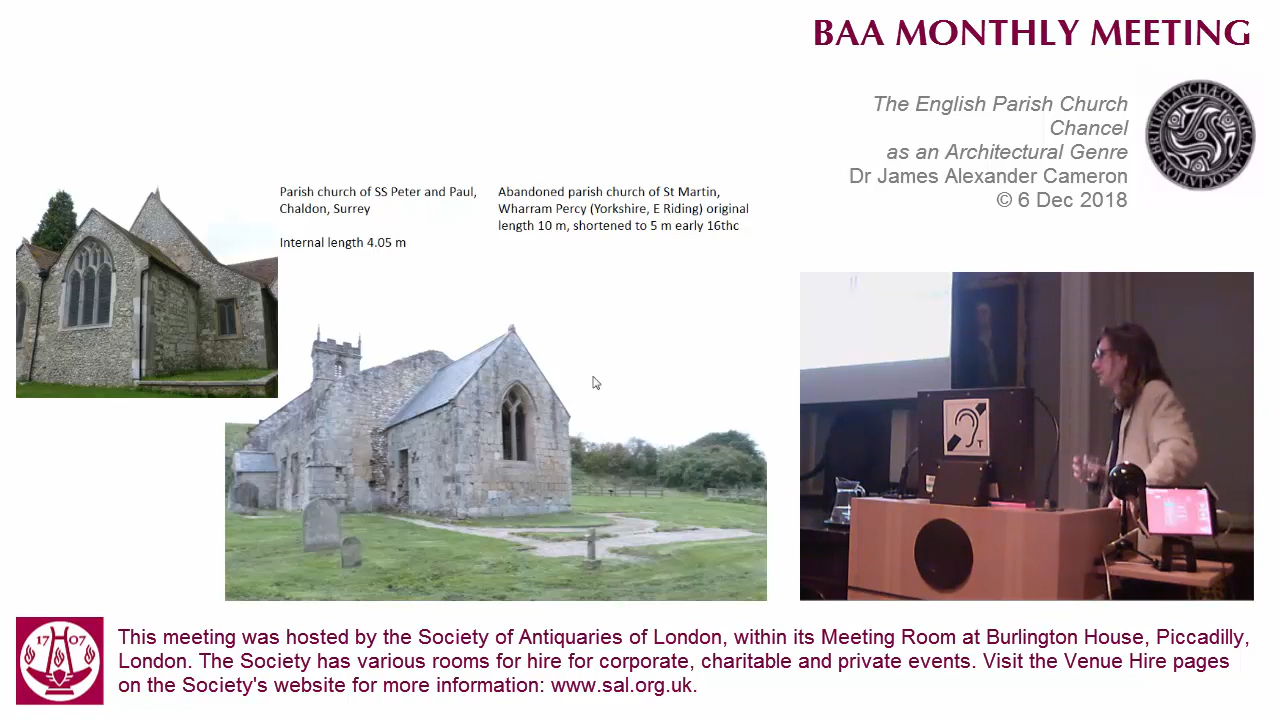 BAA MONTHLY MEETING
The English Parish Church
Chancel
as an Architectural Genre
Dr James Alexander Cameron
© 6 Dec 2018
BRITISH ARCHÆOLOGICAL ASSOCIATION
Parish church of SS Peter and Paul,
Chaldon, Surrey
Internal length 4.05 m
Abandoned parish church of St Martin,
Wharram Percy (Yorkshire, E Riding) original
length 10 m, shortened to 5 m early 16thc
T
1707
This meeting was hosted by the Society of Antiquaries of London, within its Meeting Room at Burlington House, Piccadilly,
London. The Society has various rooms for hire for corporate, charitable and private events. Visit the Venue Hire pages
on the Society's website for more information: www.sal.org.uk.